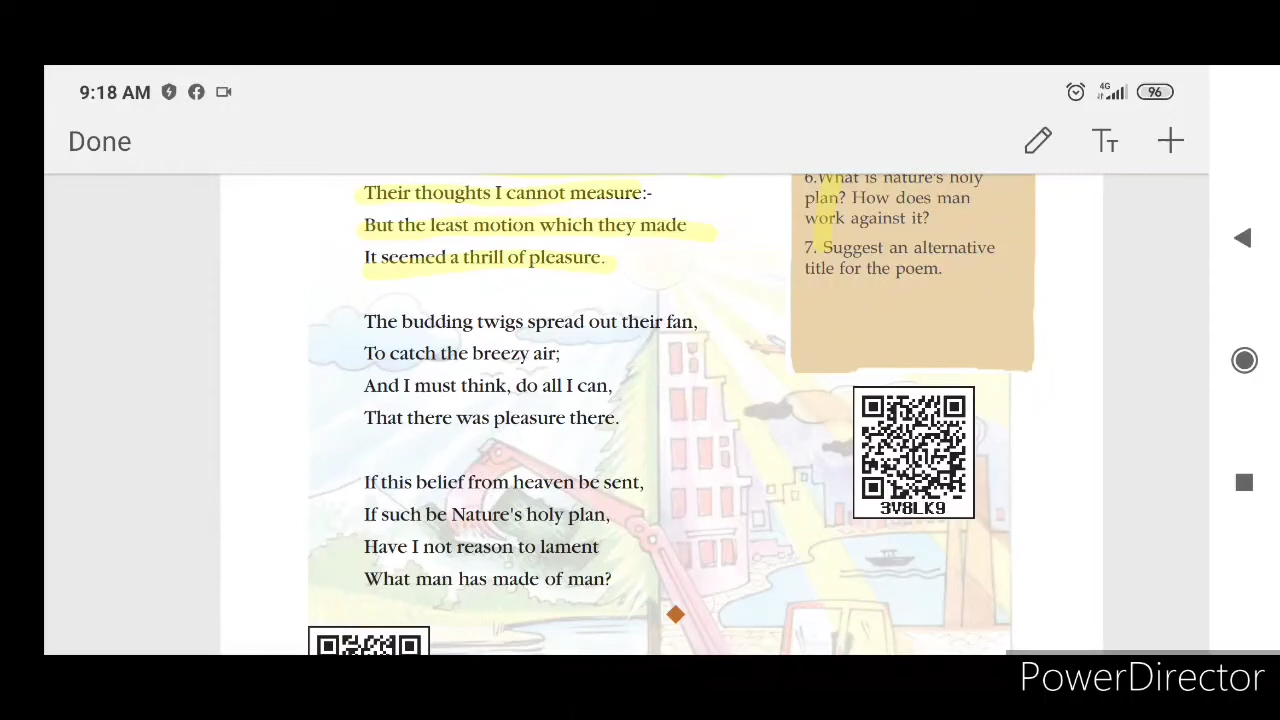 9:18 AM
4G
96
Done
Their thoughts I cannot measure:-
But the least motion which they made
It seemed a thrill of pleasure.
The budding twigs spread out their fan,
To catch the breezy air;
And I must think, do all I can,
That there was pleasure there.
If this belief from heaven be sent,
If such be Nature's holy plan,
Have I not reason to lament
What man has made of man?
6.What is nature's holy
plan? How does man
work against it?
7. Suggest an alternative
title for the poem.
3V8LK9
PowerDirector